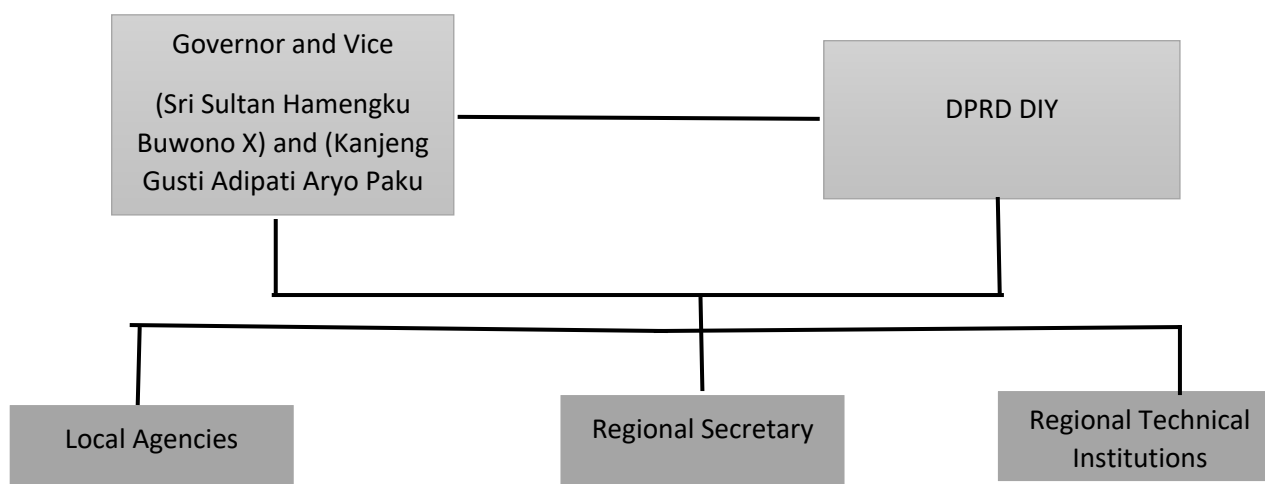 Governor and Vice
(Sri Sultan Hamengku
Buwono X) and (Kanjeng
Gusti Adipati Aryo Paku
DPRD DIY
Local Agencies
Regional Secretary
Regional Technical
Institutions